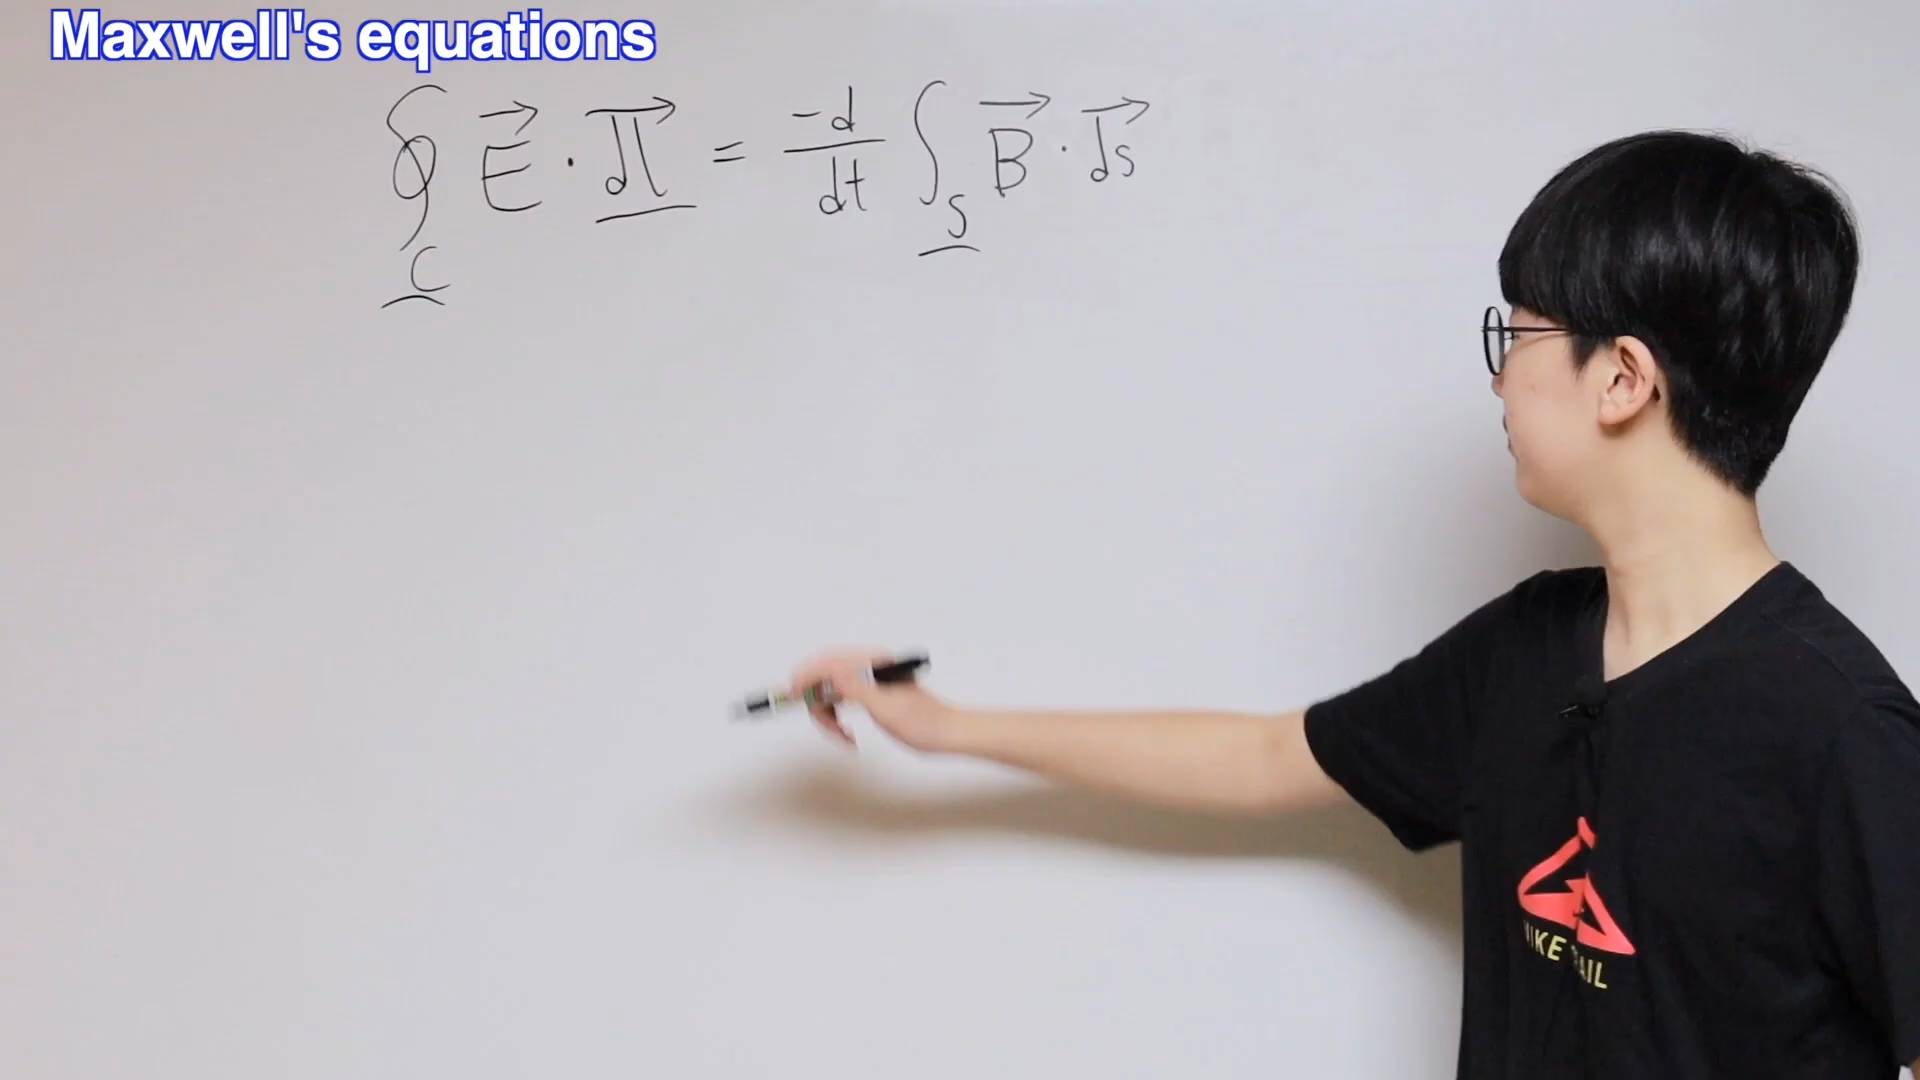 Maxwell's equations
∮_C E⃗ · dl⃗ = -d/dt ∫_S B⃗ · ds⃗
NIKE TRAIL